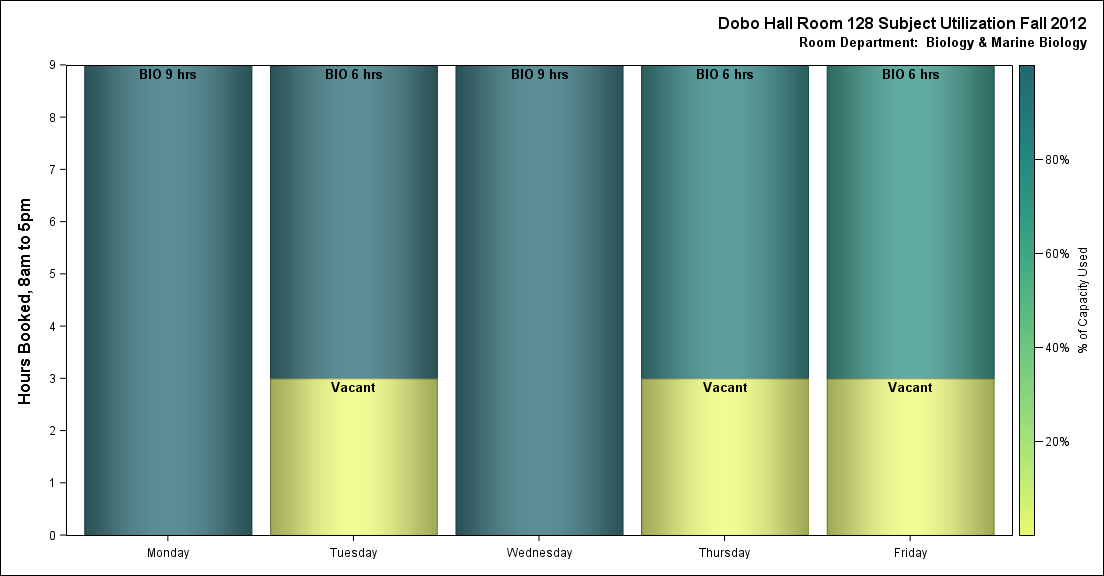 Dobo Hall Room 128 Subject Utilization Fall 2012
Room Department: Biology & Marine Biology
Hours Booked, 8am to 5pm
9
8
7
6
5
4
3
2
1
0
BIO 9 hrs
BIO 6 hrs
BIO 9 hrs
BIO 6 hrs
BIO 6 hrs
Vacant
Vacant
Vacant
Monday
Tuesday
Wednesday
Thursday
Friday
80%
60%
40%
20%
% of Capacity Used